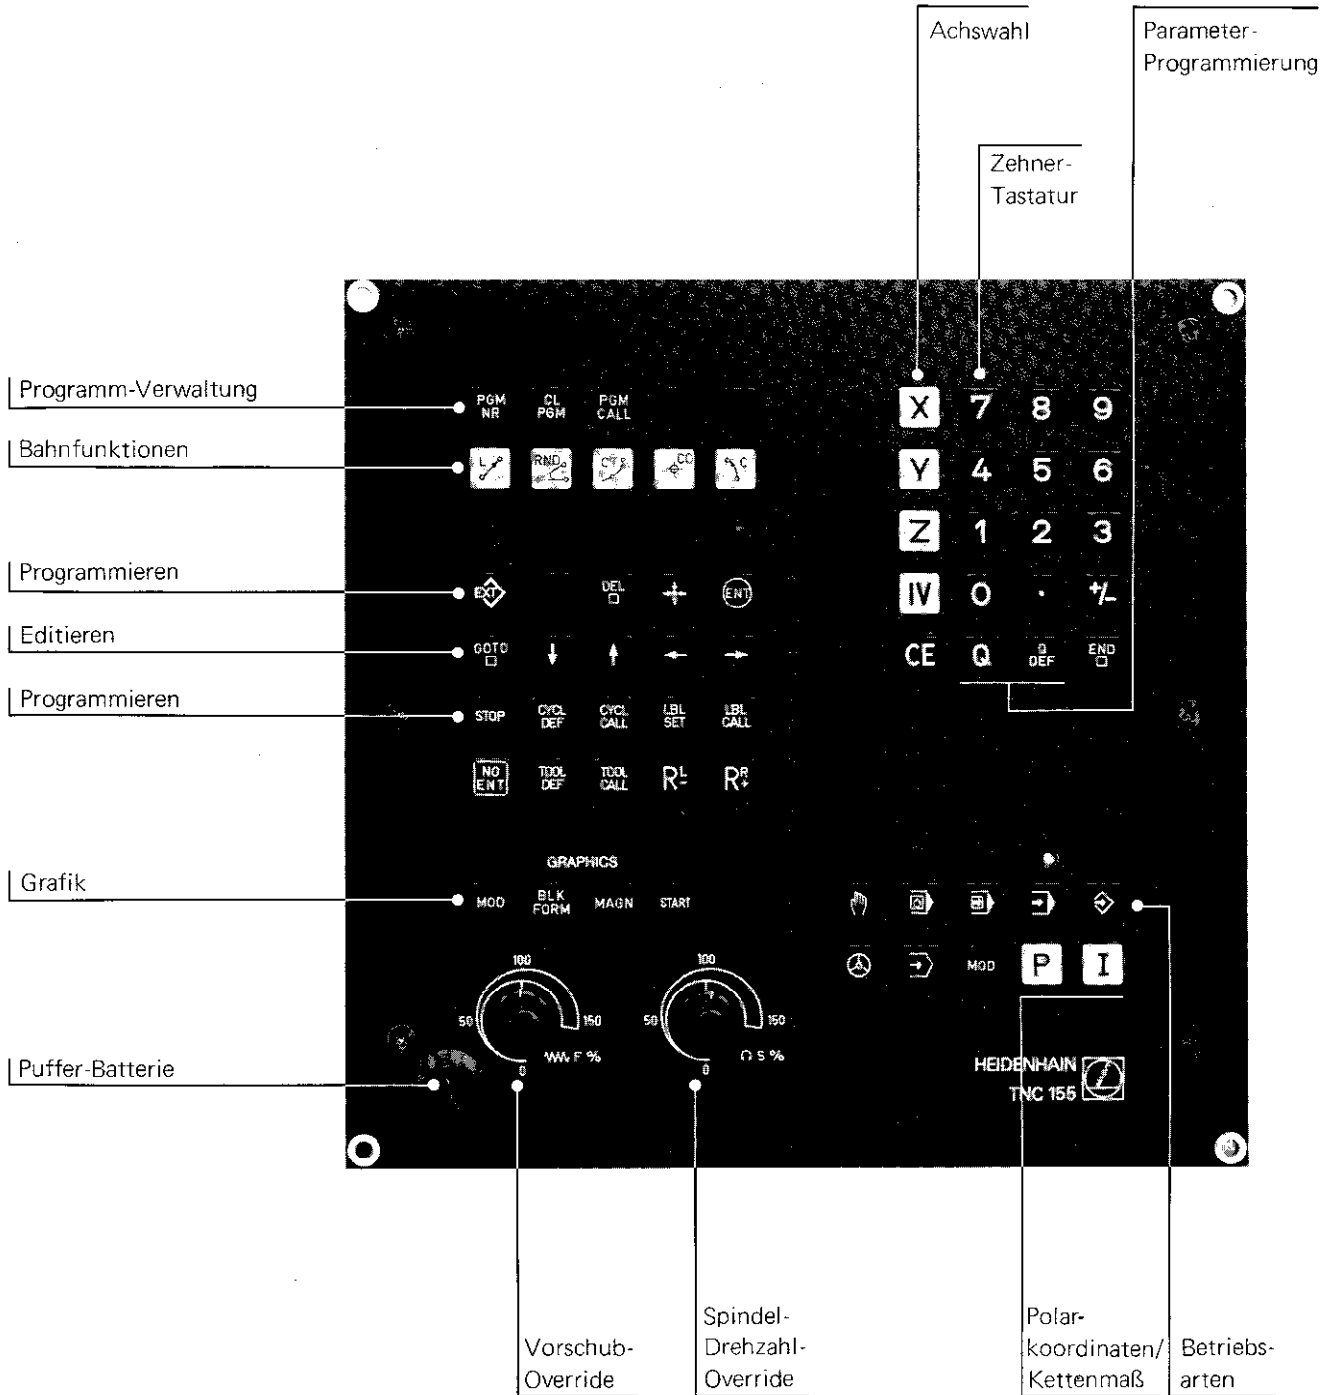 Achswahl
Parameter-
Programmierung
Zehner-
Tastatur
Programm-Verwaltung
PGM NR
CL PGM
PGM CALL
X 7 8 9
Bahnfunktionen
L RND C CC C
Y 4 5 6
Z 1 2 3
Programmieren
EXT DEL ENT
IV 0 . +/-
Editieren
GOTO
CE Q
Q DEF
END
Programmieren
STOP
CYCL DEF
CYCL CALL
LBL SET
LBL CALL
NO ENT
TOOL DEF
TOOL CALL
RL-
RR+
GRAPHICS
Grafik
MOD
BLK FORM
MAGN
START
MOD P I
100
50 150
0
F %
100
50 150
0
S %
Puffer-Batterie
HEIDENHAIN
TNC 155
Vorschub-
Override
Spindel-
Drehzahl-
Override
Polar-
koordinaten/
Kettenmaß
Betriebs-
arten